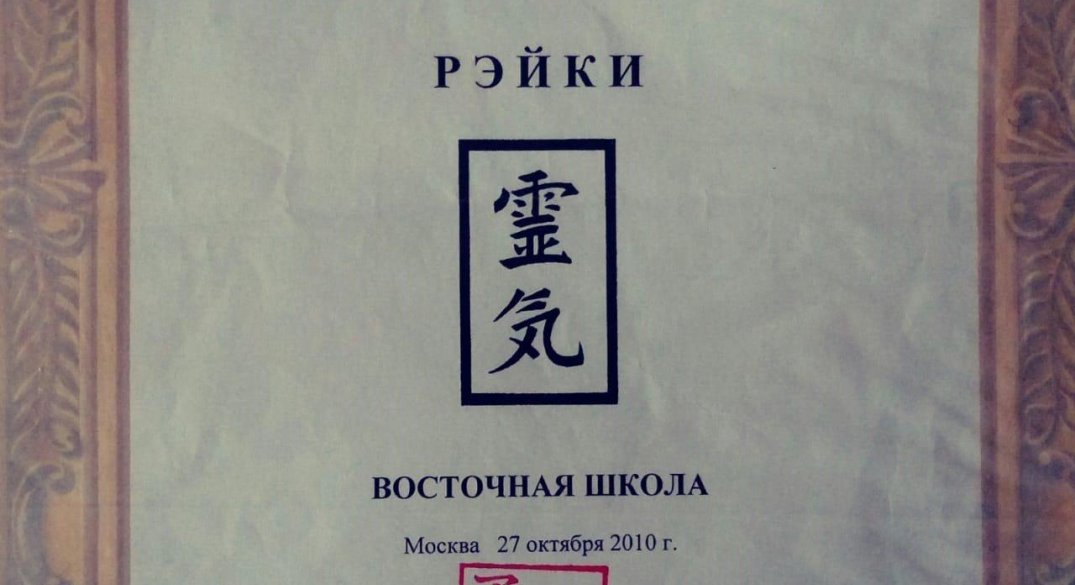 РЭЙКИ
霊
気
ВОСТОЧНАЯ ШКОЛА
Москва 27 октября 2010 г.